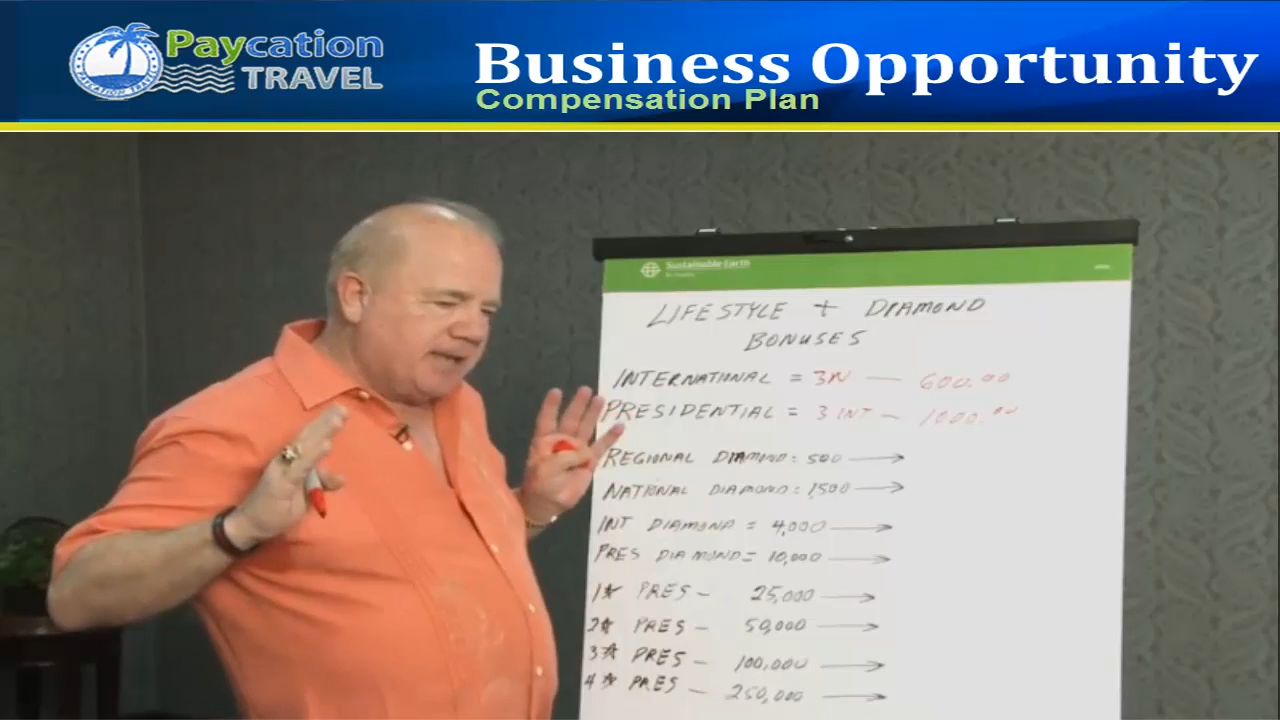 Paycation
TRAVEL
Business Opportunity
Compensation Plan
Sustainable Earth
LIFESTYLE + DIAMOND
BONUSES
INTERNATIONAL = 3N — 600.00
PRESIDENTIAL = 3 INT — 1000.00
REGIONAL DIAMOND = 500 →
NATIONAL DIAMOND = 1,500 →
INT DIAMOND = 4,000 →
PRES DIAMOND = 10,000 →
1☆ PRES – 25,000 →
2☆ PRES – 50,000 →
3☆ PRES – 100,000 →
4☆ PRES – 250,000 →